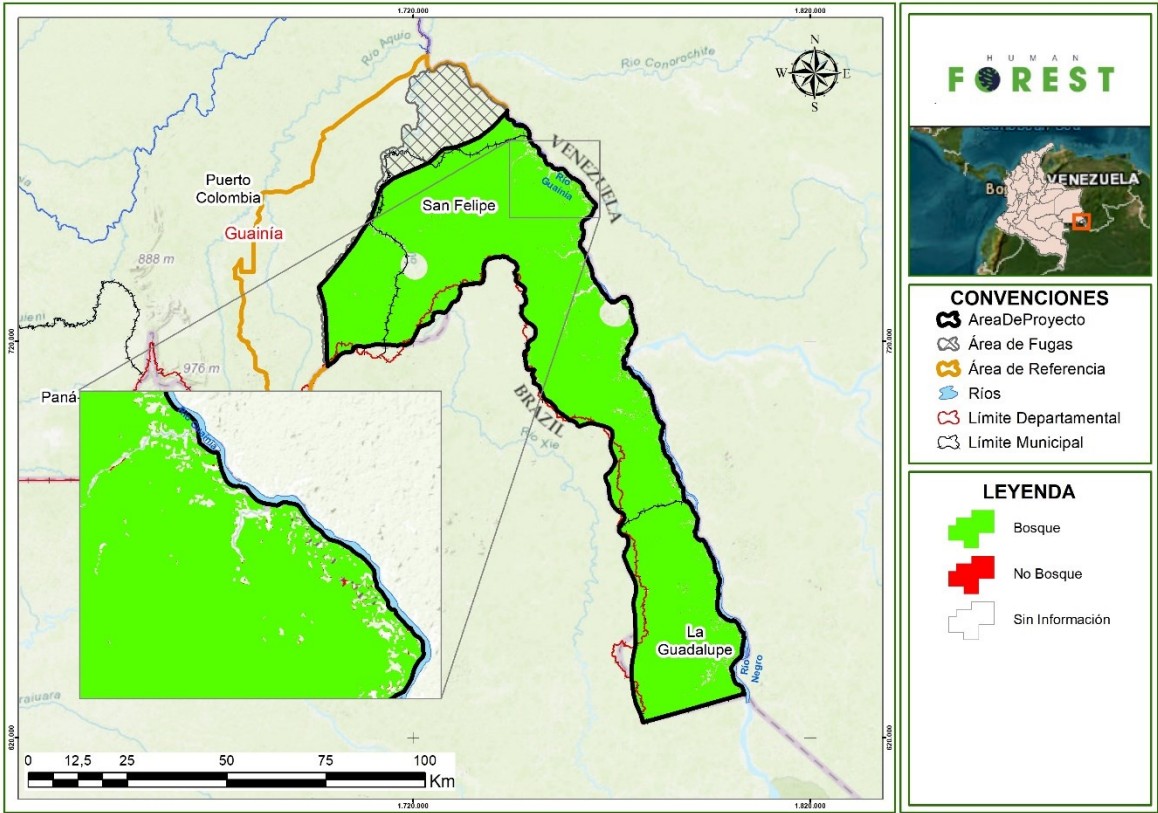 1.720.000
1.820.000
Río Aquio
Río Conorochite
N
W
E
S
VENEZUELA
Río
Guainía
Puerto
Colombia
San Felipe
Guainía
888 m
720.000
720.000
976 m
Paná-
BRAZIL
Río Xie
La
Guadalupe
Río
Negro
620.000
620.000
0
12,5
25
50
75
100
Km
1.720.000
1.820.000
HUMAN
FOREST
VENEZUELA
CONVENCIONES
AreaDeProyecto
Área de Fugas
Área de Referencia
Ríos
Límite Departamental
Límite Municipal
LEYENDA
Bosque
No Bosque
Sin Información